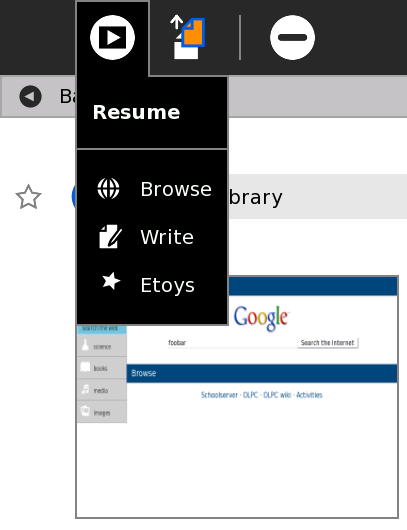 Ba
Resume
Browse
Write
Etoys
brary
Search the web
Google
foobar
Search the Internet
science
books
media
images
Browse
Schoolserver · OLPC · OLPC wiki · Activities